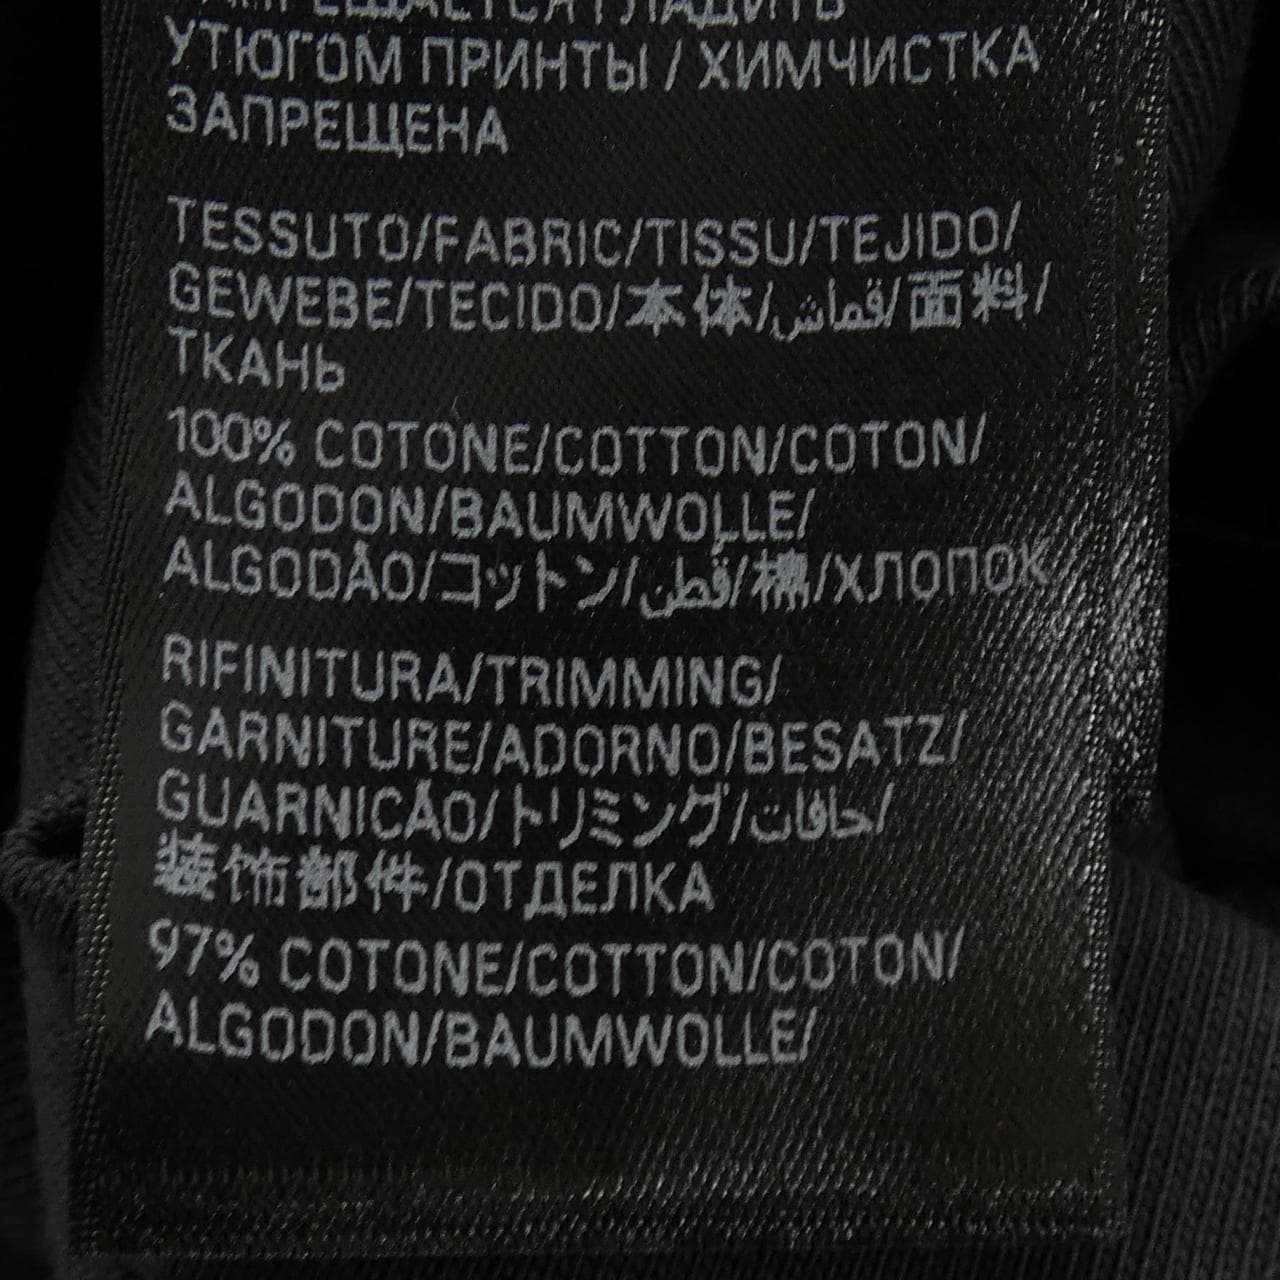 ЗАПРЕЩАЕТСЯ ГЛАДИТЬ
УТЮГОМ ПРИНТЫ / ХИМЧИСТКА
ЗАПРЕЩЕНА
TESSUTO/FABRIC/TISSU/TEJIDO/
GEWEBE/TECIDO/本体/قماش/面料/
ТКАНЬ
100% COTONE/COTTON/COTON/
ALGODON/BAUMWOLLE/
ALGODÃO/コットン/قطن/棉/ХЛОПОК
RIFINITURA/TRIMMING/
GARNITURE/ADORNO/BESATZ/
GUARNICÃO/トリミング/حافات/
装饰部件/ОТДЕЛКА
97% COTONE/COTTON/COTON/
ALGODON/BAUMWOLLE/